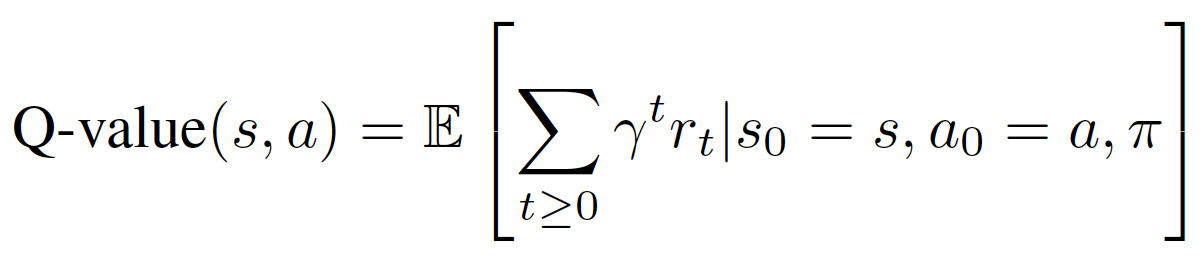 Q-value(s, a) = 𝔼 [ ∑_{t≥0} γ^t r_t | s_0 = s, a_0 = a, π ]